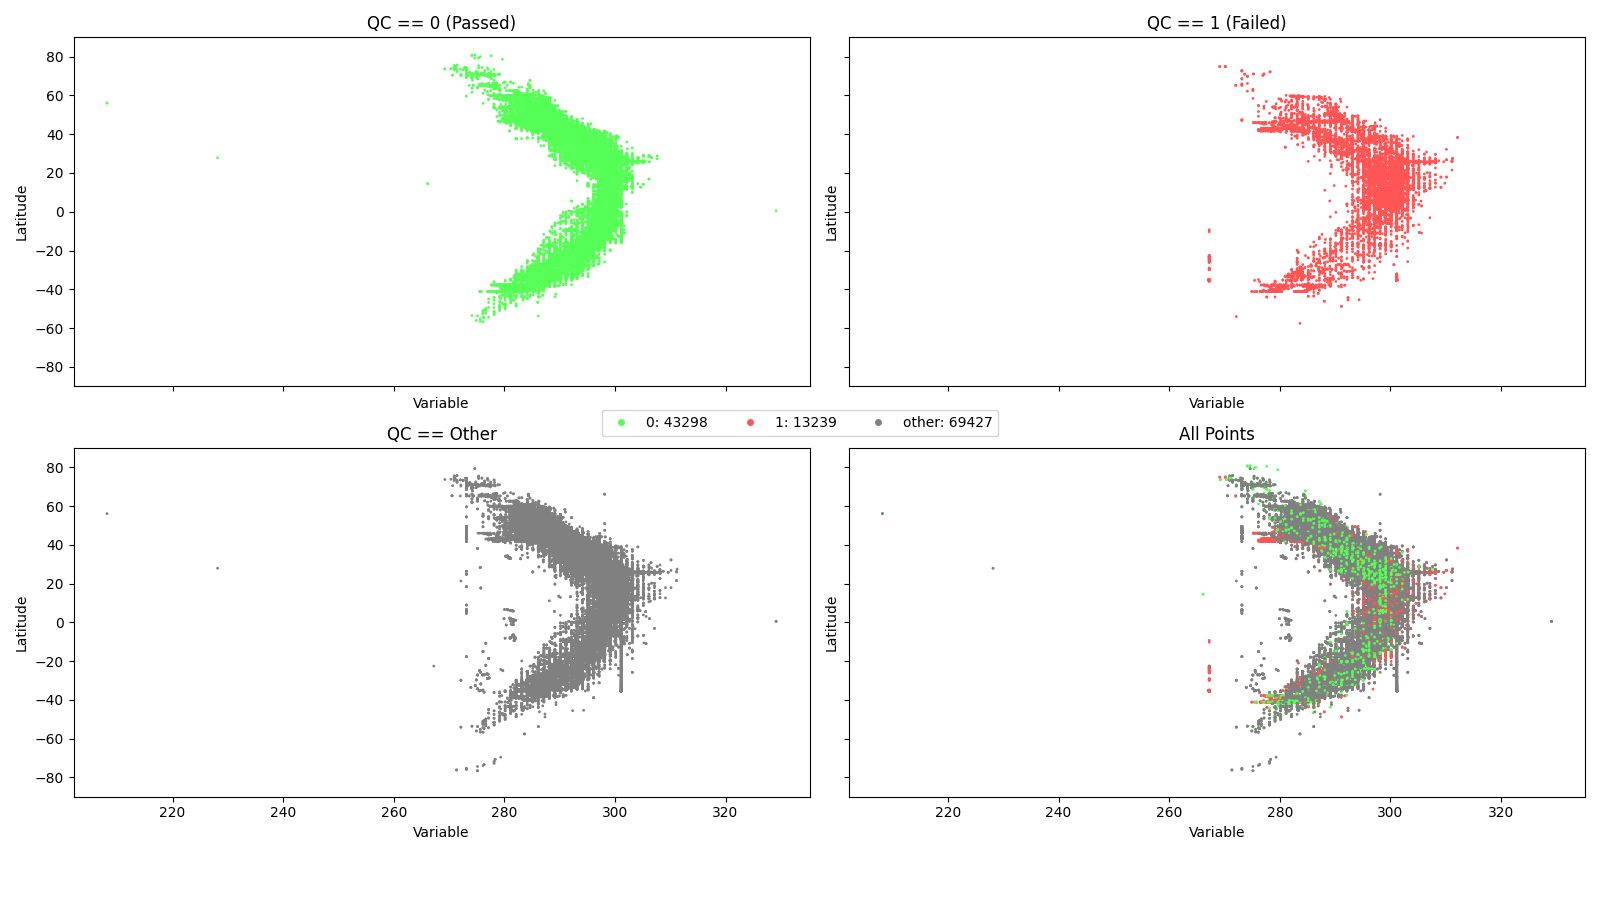 QC == 0 (Passed)
80
60
40
20
0
−20
−40
−60
−80
Latitude
Variable
QC == 1 (Failed)
Latitude
Variable
0: 43298
1: 13239
other: 69427
QC == Other
80
60
40
20
0
−20
−40
−60
−80
Latitude
220
240
260
280
300
320
Variable
All Points
Latitude
220
240
260
280
300
320
Variable